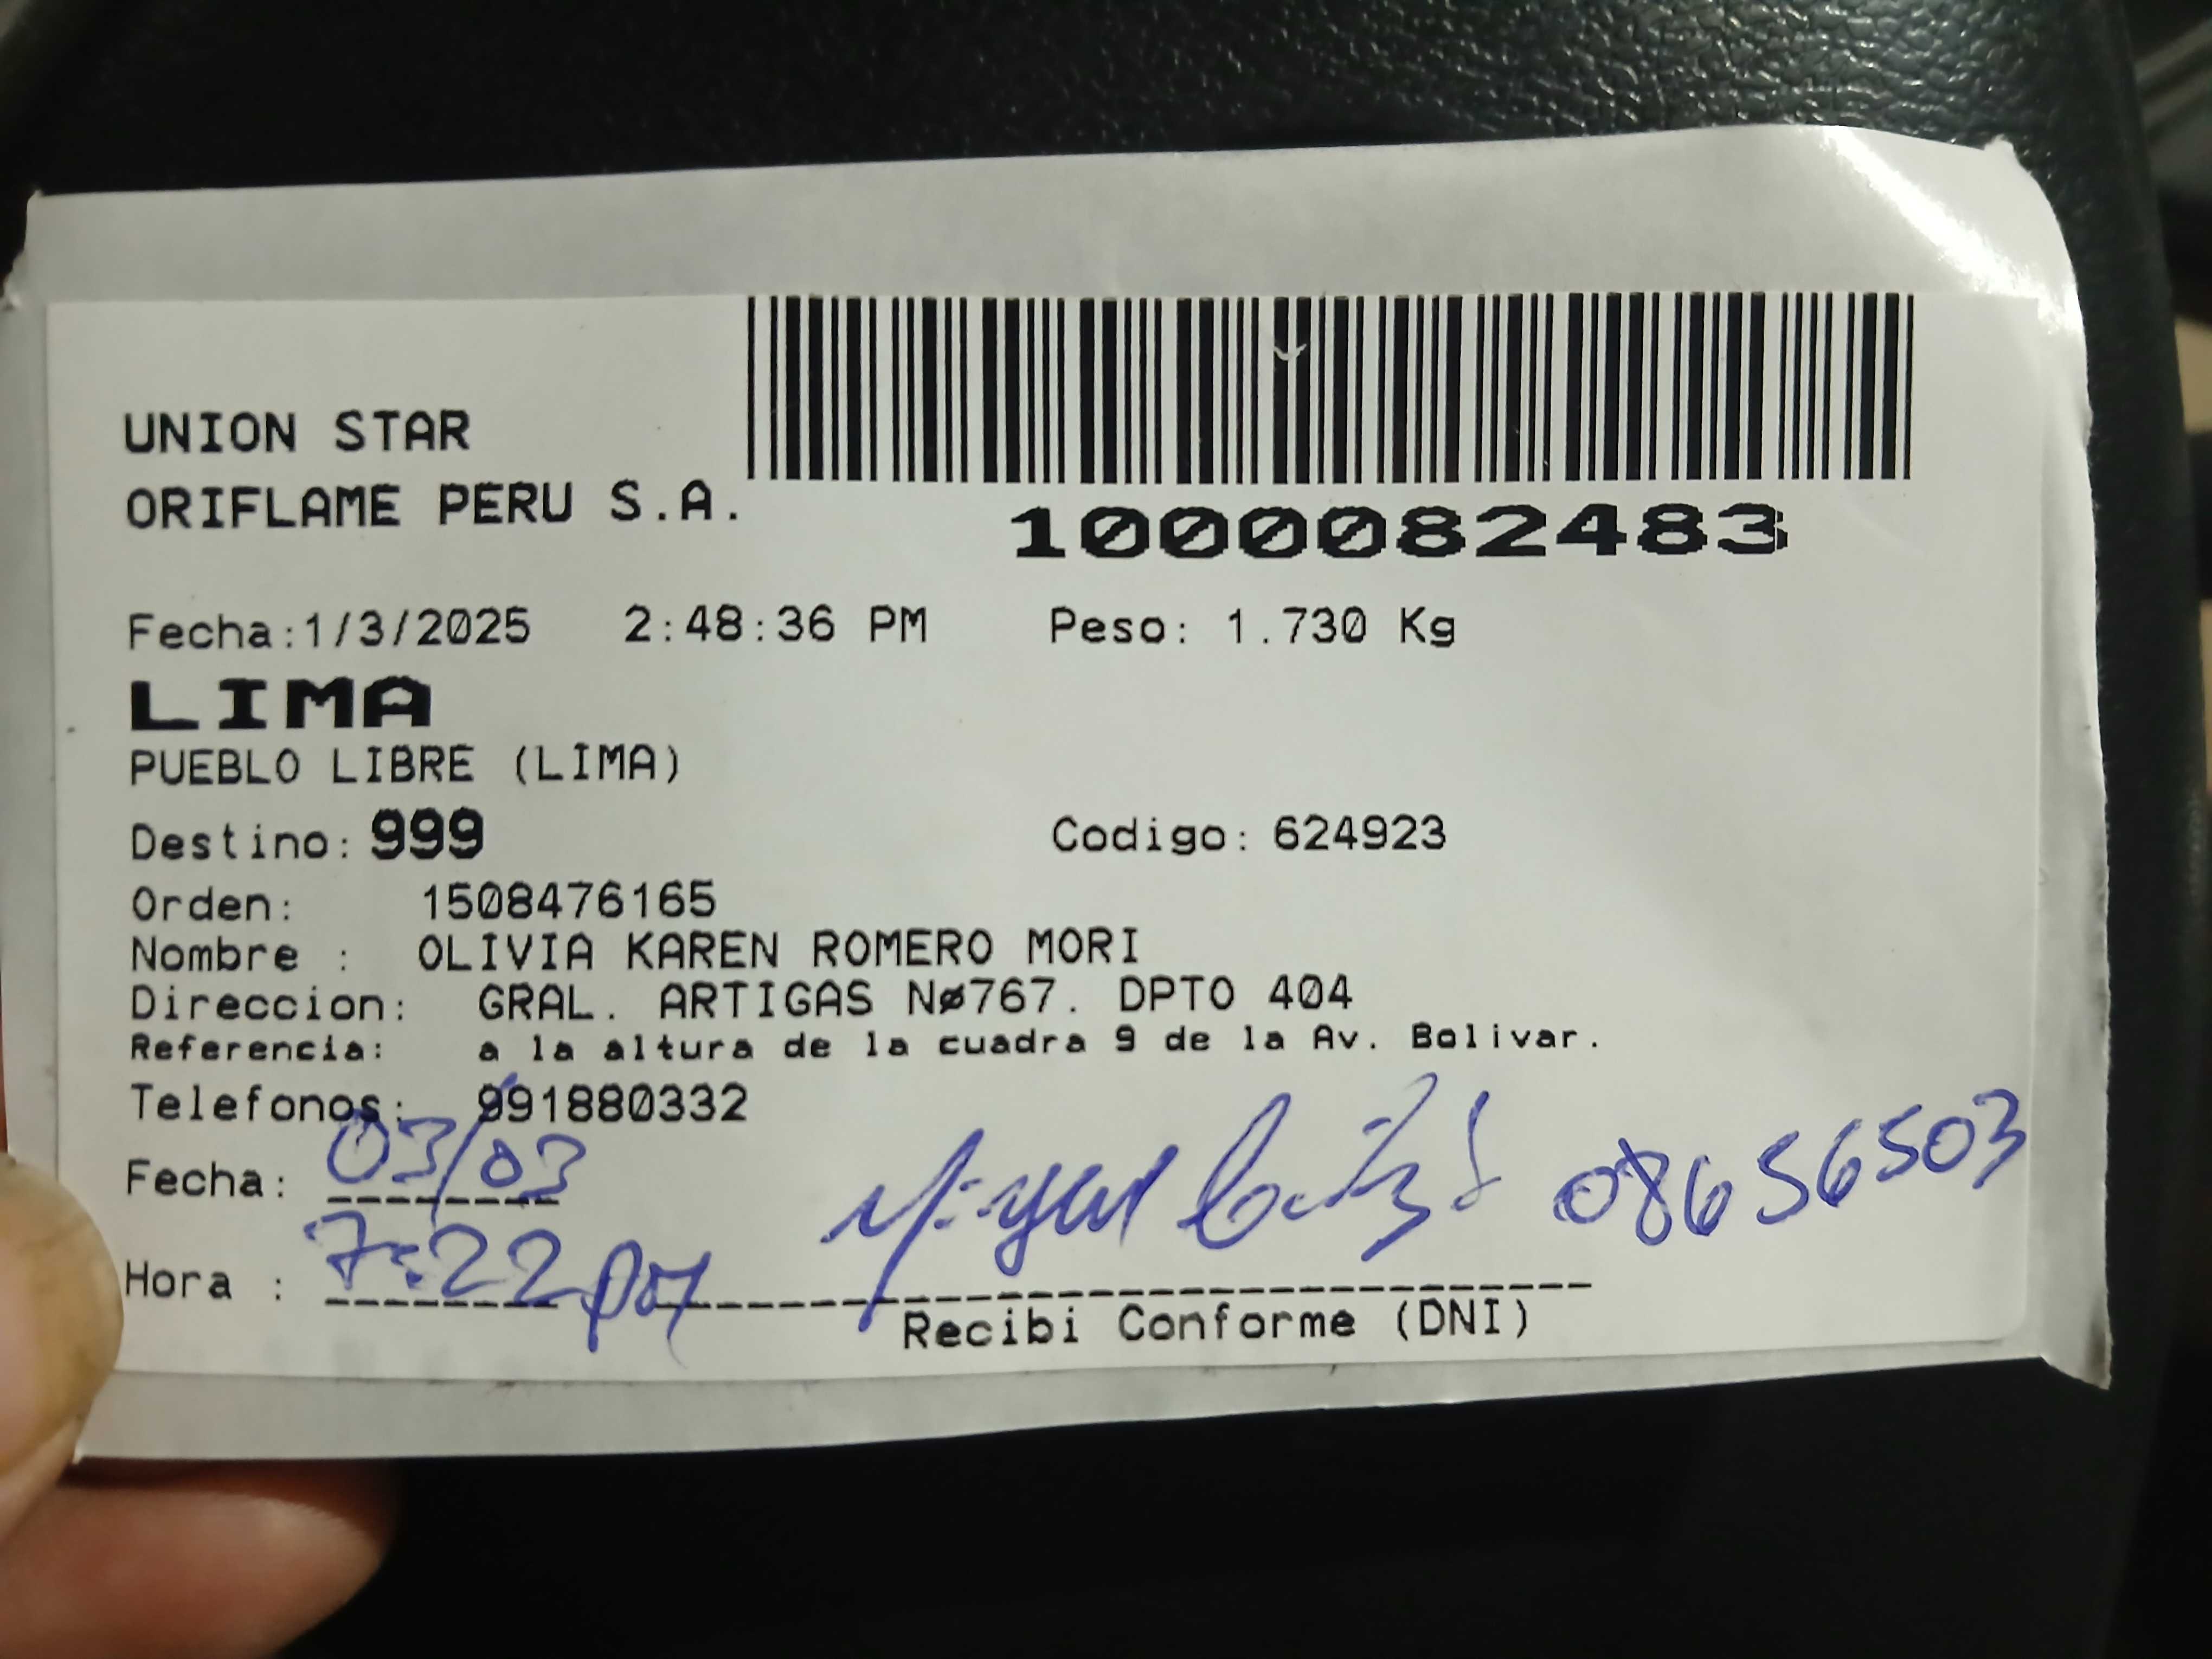 UNION STAR
ORIFLAME PERU S.A.
1000082483
Fecha:1/3/2025 2:48:36 PM Peso: 1.730 Kg
LIMA
PUEBLO LIBRE (LIMA)
Destino: 999 Codigo: 624923
Orden: 1508476165
Nombre : OLIVIA KAREN ROMERO MORI
Direccion: GRAL. ARTIGAS Nø767. DPTO 404
Referencia: a la altura de la cuadra 9 de la Av. Bolivar.
Telefonos: 991880332
Fecha: 03/03 Miguel 08656503
Hora : 7:22 pm
Recibi Conforme (DNI)